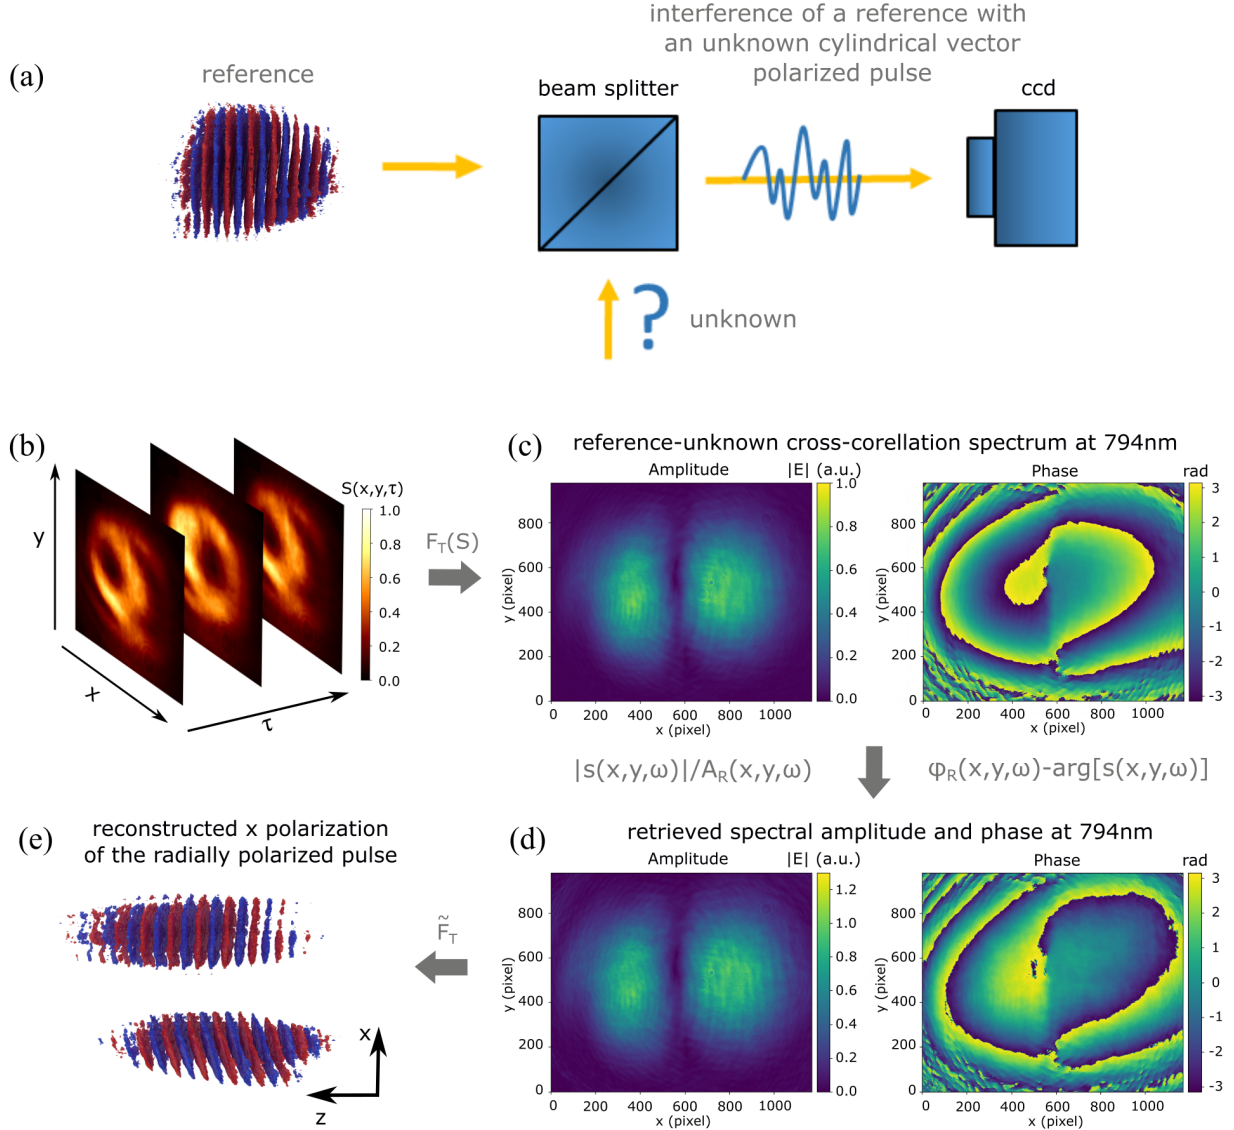 (a)
reference
interference of a reference with
an unknown cylindrical vector
polarized pulse
beam splitter
ccd
?
unknown
(b)
y
x
τ
S(x,y,τ)
1.0
0.8
0.6
0.4
0.2
0.0
F_T(S)
(c)
reference-unknown cross-corellation spectrum at 794nm
Amplitude
|E| (a.u.)
y (pixel)
800
600
400
200
0
0 200 400 600 800 1000
x (pixel)
1.0
0.8
0.6
0.4
0.2
0.0
Phase
rad
y (pixel)
800
600
400
200
0
0 200 400 600 800 1000
x (pixel)
3
2
1
0
-1
-2
-3
|s(x,y,ω)|/A_R(x,y,ω)
φ_R(x,y,ω)-arg[s(x,y,ω)]
(d)
retrieved spectral amplitude and phase at 794nm
Amplitude
|E| (a.u.)
y (pixel)
800
600
400
200
0
0 200 400 600 800 1000
x (pixel)
1.2
1.0
0.8
0.6
0.4
0.2
0.0
Phase
rad
y (pixel)
800
600
400
200
0
0 200 400 600 800 1000
x (pixel)
3
2
1
0
-1
-2
-3
F̃_T
(e)
reconstructed x polarization
of the radially polarized pulse
x
z